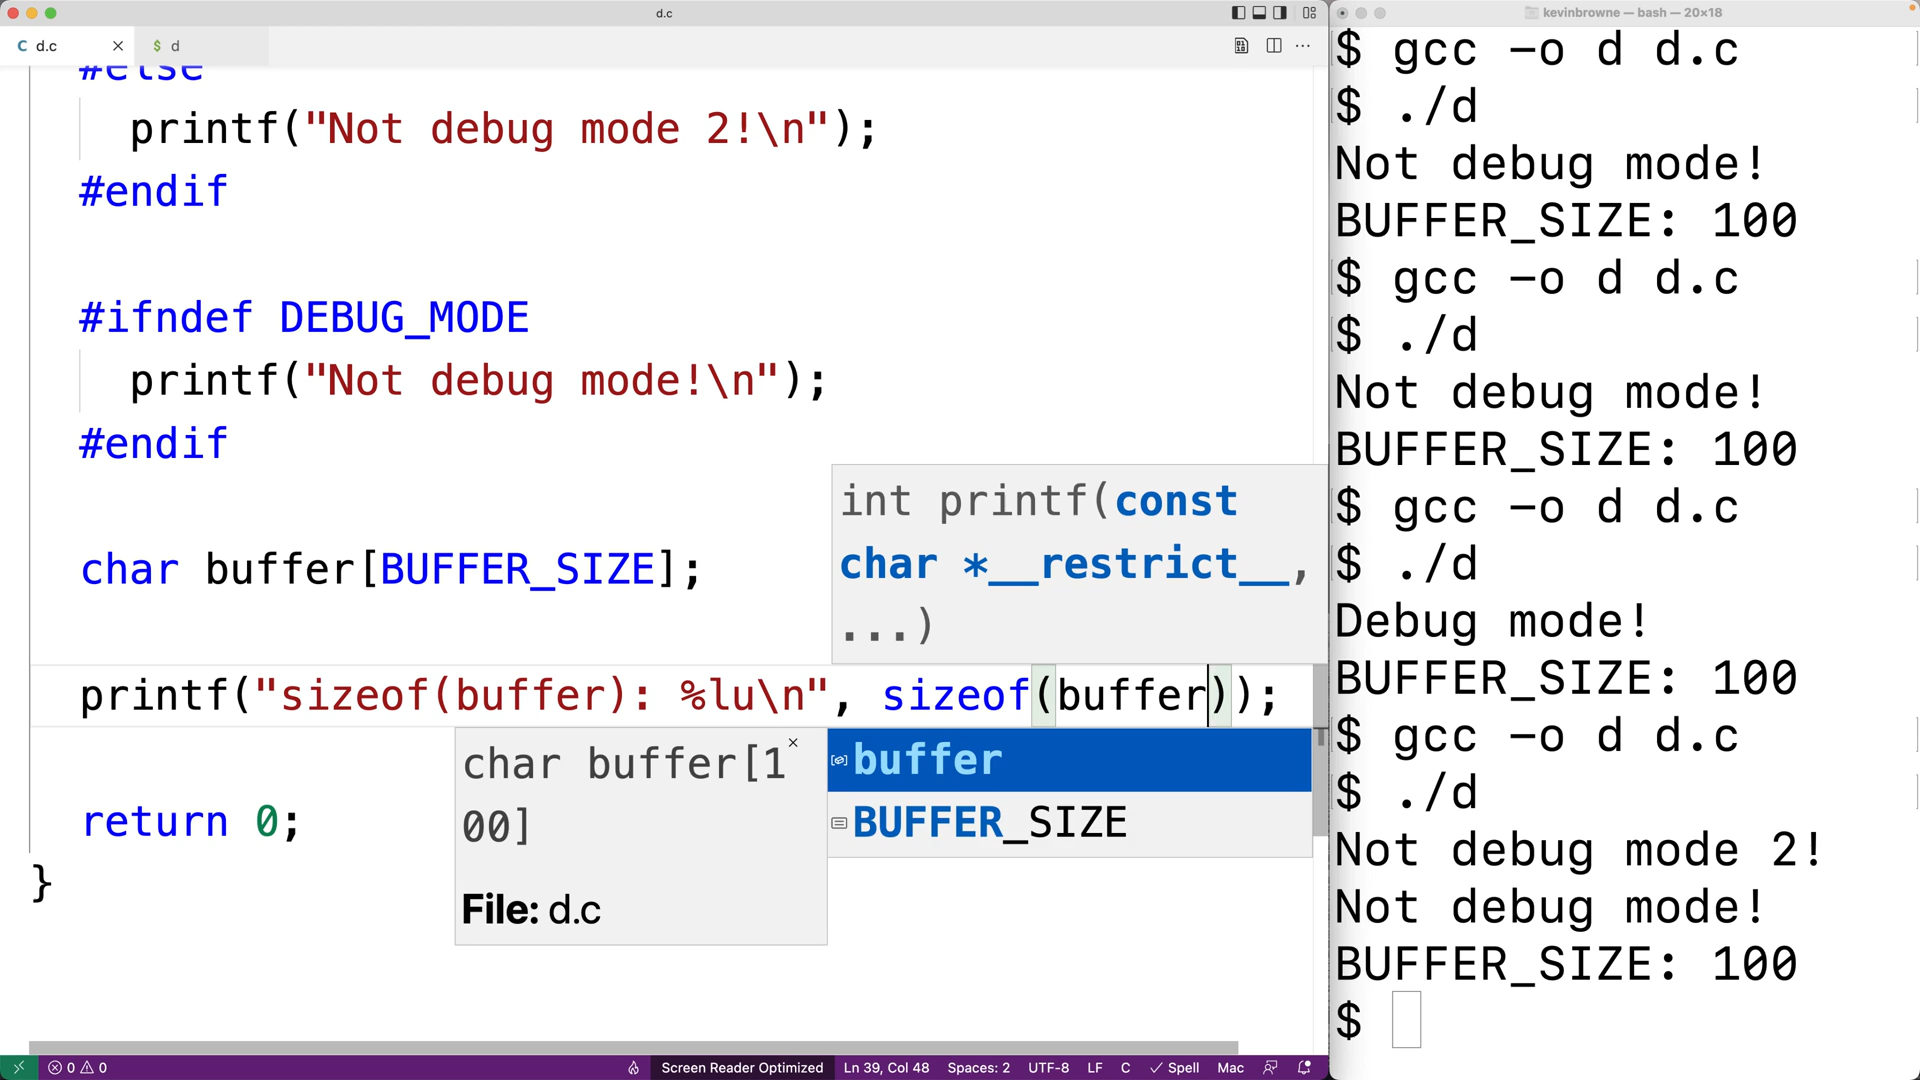 d.c
C d.c
$ d
#else
printf("Not debug mode 2!\n");
#endif
#ifndef DEBUG_MODE
printf("Not debug mode!\n");
#endif
char buffer[BUFFER_SIZE];
printf("sizeof(buffer): %lu\n", sizeof(buffer));
return 0;
}
int printf(const
char *__restrict__,
...)
char buffer[1
00]
File: d.c
buffer
BUFFER_SIZE
0 0
Screen Reader Optimized
Ln 39, Col 48
Spaces: 2
UTF-8
LF
C
Spell
Mac
kevinbrowne — bash — 20×18
$ gcc -o d d.c
$ ./d
Not debug mode!
BUFFER_SIZE: 100
$ gcc -o d d.c
$ ./d
Not debug mode!
BUFFER_SIZE: 100
$ gcc -o d d.c
$ ./d
Debug mode!
BUFFER_SIZE: 100
$ gcc -o d d.c
$ ./d
Not debug mode 2!
Not debug mode!
BUFFER_SIZE: 100
$